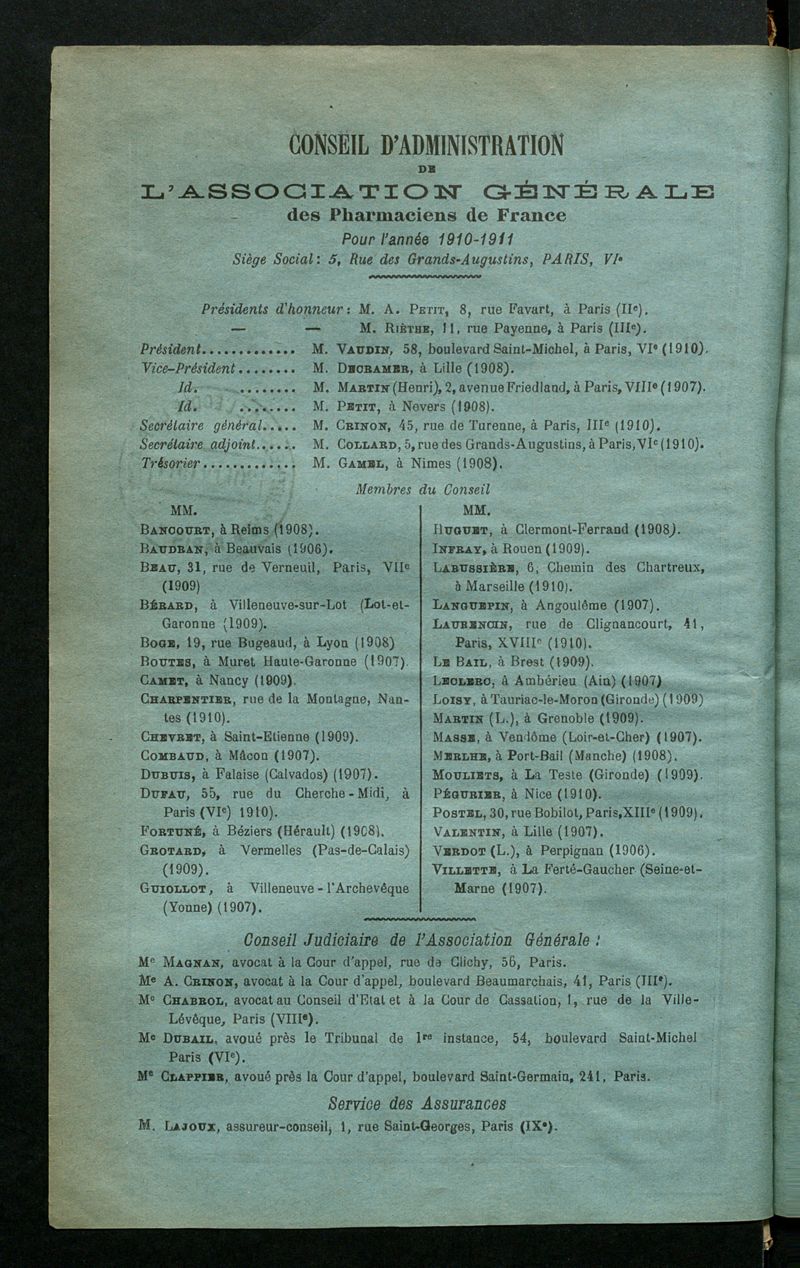 CONSEIL D'ADMINISTRATION
DE
L'ASSOCIATION GÉNÉRALE
des Pharmaciens de France
Pour l'année 1910-1911
Siège Social : 5, Rue des Grands-Augustins, PARIS, VIe
Présidents d'honneur : M. A. PETIT, 8, rue Favart, à Paris (IIe).
— — M. RIÈTHE, 11, rue Payenne, à Paris (IIIe).
Président............. M. VAUDIN, 58, boulevard Saint-Michel, à Paris, VIe (1910).
Vice-Président........ M. DECRAMER, à Lille (1908).
Id. ........ M. MARTIN (Henri), 2, avenue Friedland, à Paris, VIIIe (1907).
Id. ........ M. PETIT, à Nevers (1908).
Secrétaire général..... M. CRINON, 45, rue de Turenne, à Paris, IIIe (1910).
Secrétaire adjoint...... M. COLLARD, 5, rue des Grands-Augustins, à Paris, VIe (1910).
Trésorier............. M. GAMEL, à Nimes (1908).
Membres du Conseil
MM.
BANCOURT, à Reims (1908).
BAUDRAN, à Beauvais (1906).
BEAU, 31, rue de Verneuil, Paris, VIIe
(1909)
BÉRARD, à Villeneuve-sur-Lot (Lot-et-
Garonne (1909).
BOGE, 19, rue Bugeaud, à Lyon (1908)
BOUTES, à Muret Haute-Garonne (1907).
CAMET, à Nancy (1909).
CHARPENTIER, rue de la Montagne, Nan-
tes (1910).
CHEVRET, à Saint-Etienne (1909).
COMBAUD, à Mâcon (1907).
DUBUIS, à Falaise (Calvados) (1907).
DUFAU, 55, rue du Cherche-Midi, à
Paris (VIe) 1910).
FORTUNÉ, à Béziers (Hérault) (1908).
GROTARD, à Vermelles (Pas-de-Calais)
(1909).
GUIOLLOT, à Villeneuve-l'Archevêque
(Yonne) (1907).
MM.
HUGUET, à Clermont-Ferrand (1908).
INFRAY, à Rouen (1909).
LABUSSIÈRE, 6, Chemin des Chartreux,
à Marseille (1910).
LANGUEPIN, à Angoulême (1907).
LAURENCIN, rue de Clignancourt, 41,
Paris, XVIIIe (1910).
LE BAIL, à Brest (1909).
LECLERC, à Ambérieu (Ain) (1907)
LOISY, à Tauriac-le-Moron (Gironde) (1909)
MARTIN (L.), à Grenoble (1909).
MASSE, à Vendôme (Loir-et-Cher) (1907).
MERLHE, à Port-Bail (Manche) (1908).
MOULIETS, à La Teste (Gironde) (1909).
PÉGURIER, à Nice (1910).
POSTEL, 30, rue Bobilot, Paris, XIIIe (1909).
VALENTIN, à Lille (1907).
VERDOT (L.), à Perpignan (1906).
VILLETTE, à La Ferté-Gaucher (Seine-et-
Marne (1907).
Conseil Judiciaire de l'Association Générale :
Me MAGNAN, avocat à la Cour d'appel, rue de Clichy, 56, Paris.
Me A. CRINON, avocat à la Cour d'appel, boulevard Beaumarchais, 41, Paris (IIIe).
Me CHABROL, avocat au Conseil d'Etat et à la Cour de Cassation, 1, rue de la Ville-
Lévêque, Paris (VIIIe).
Me DUBAIL, avoué près le Tribunal de 1re instance, 54, boulevard Saint-Michel
Paris (VIe).
Me CLAPPIER, avoué près la Cour d'appel, boulevard Saint-Germain, 241, Paris.
Service des Assurances
M. LAJOUX, assureur-conseil, 1, rue Saint-Georges, Paris (IXe).